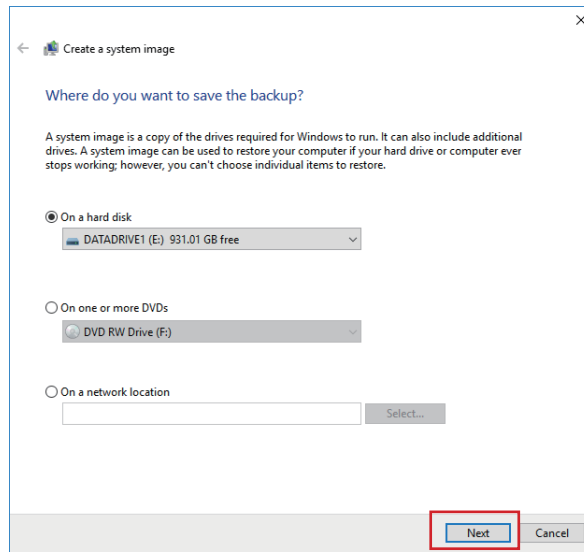 Create a system image
Where do you want to save the backup?
A system image is a copy of the drives required for Windows to run. It can also include additional
drives. A system image can be used to restore your computer if your hard drive or computer ever
stops working; however, you can't choose individual items to restore.
On a hard disk
DATADRIVE1 (E:) 931.01 GB free
On one or more DVDs
DVD RW Drive (F:)
On a network location
Select...
Next Cancel